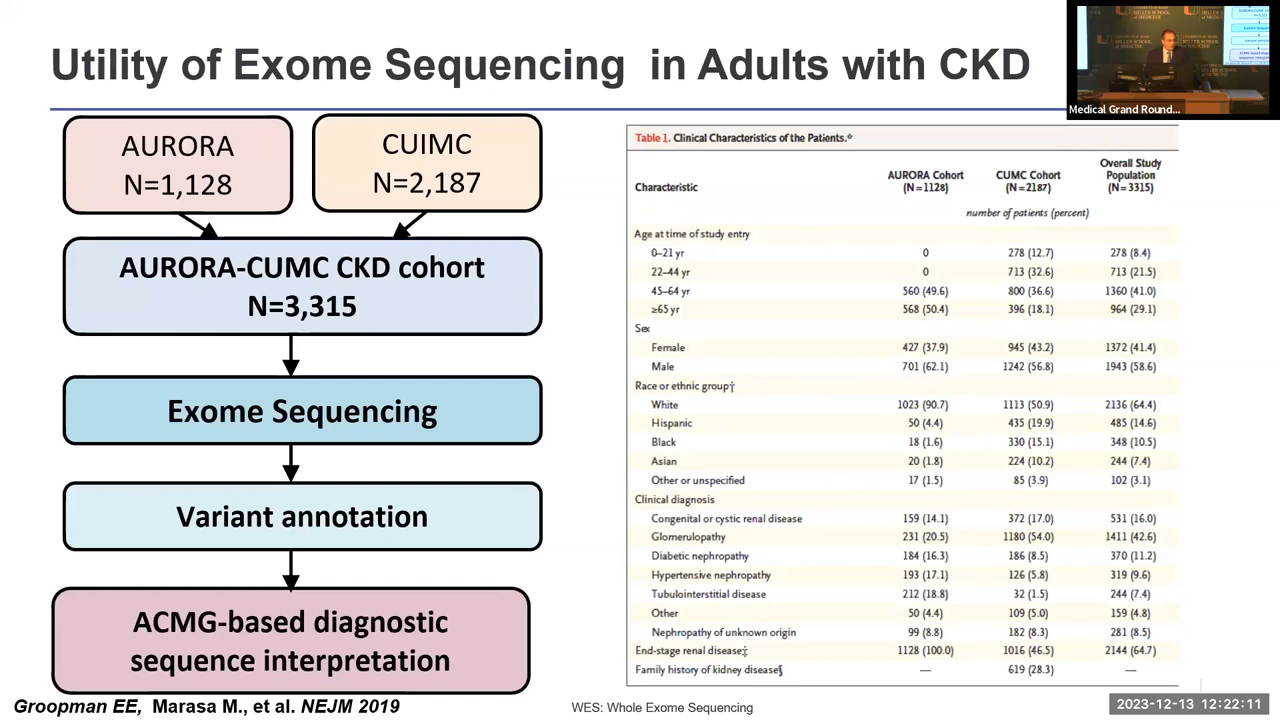 Utility of Exome Sequencing in Adults with CKD
Medical Grand Round...
AURORA
N=1,128
CUIMC
N=2,187
AURORA-CUMC CKD cohort
N=3,315
Exome Sequencing
Variant annotation
ACMG-based diagnostic
sequence interpretation
Groopman EE, Marasa M., et al. NEJM 2019
Table 1. Clinical Characteristics of the Patients.*
Characteristic AURORA Cohort (N=1128) CUMC Cohort (N=2187) Overall Study Population (N=3315)
number of patients (percent)
Age at time of study entry
0–21 yr 0 278 (12.7) 278 (8.4)
22–44 yr 0 713 (32.6) 713 (21.5)
45–64 yr 560 (49.6) 800 (36.6) 1360 (41.0)
≥65 yr 568 (50.4) 396 (18.1) 964 (29.1)
Sex
Female 427 (37.9) 945 (43.2) 1372 (41.4)
Male 701 (62.1) 1242 (56.8) 1943 (58.6)
Race or ethnic group†
White 1023 (90.7) 1113 (50.9) 2136 (64.4)
Hispanic 50 (4.4) 435 (19.9) 485 (14.6)
Black 18 (1.6) 330 (15.1) 348 (10.5)
Asian 20 (1.8) 224 (10.2) 244 (7.4)
Other or unspecified 17 (1.5) 85 (3.9) 102 (3.1)
Clinical diagnosis
Congenital or cystic renal disease 159 (14.1) 372 (17.0) 531 (16.0)
Glomerulopathy 231 (20.5) 1180 (54.0) 1411 (42.6)
Diabetic nephropathy 184 (16.3) 186 (8.5) 370 (11.2)
Hypertensive nephropathy 193 (17.1) 126 (5.8) 319 (9.6)
Tubulointerstitial disease 212 (18.8) 32 (1.5) 244 (7.4)
Other 50 (4.4) 109 (5.0) 159 (4.8)
Nephropathy of unknown origin 99 (8.8) 182 (8.3) 281 (8.5)
End-stage renal disease‡ 1128 (100.0) 1016 (46.5) 2144 (64.7)
Family history of kidney disease§ — 619 (28.3) —
WES: Whole Exome Sequencing
2023-12-13 12:22:11